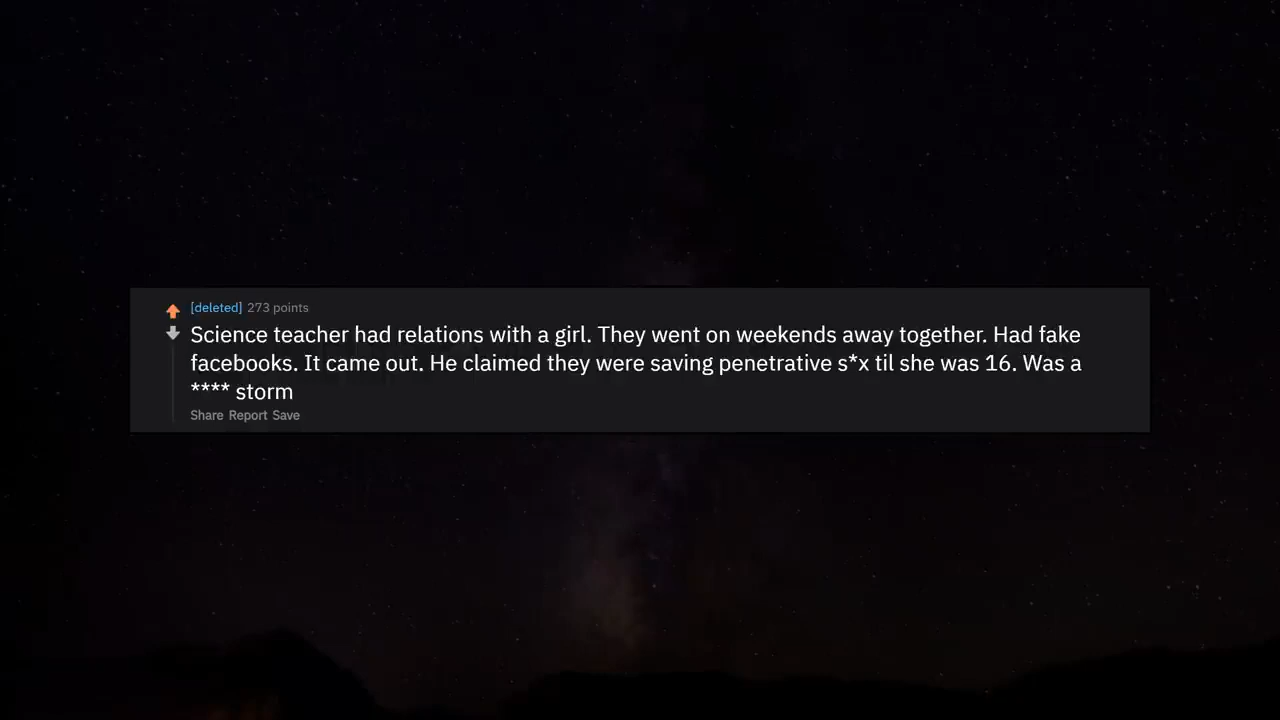 [deleted] 273 points
Science teacher had relations with a girl. They went on weekends away together. Had fake
facebooks. It came out. He claimed they were saving penetrative s*x til she was 16. Was a
**** storm
Share Report Save